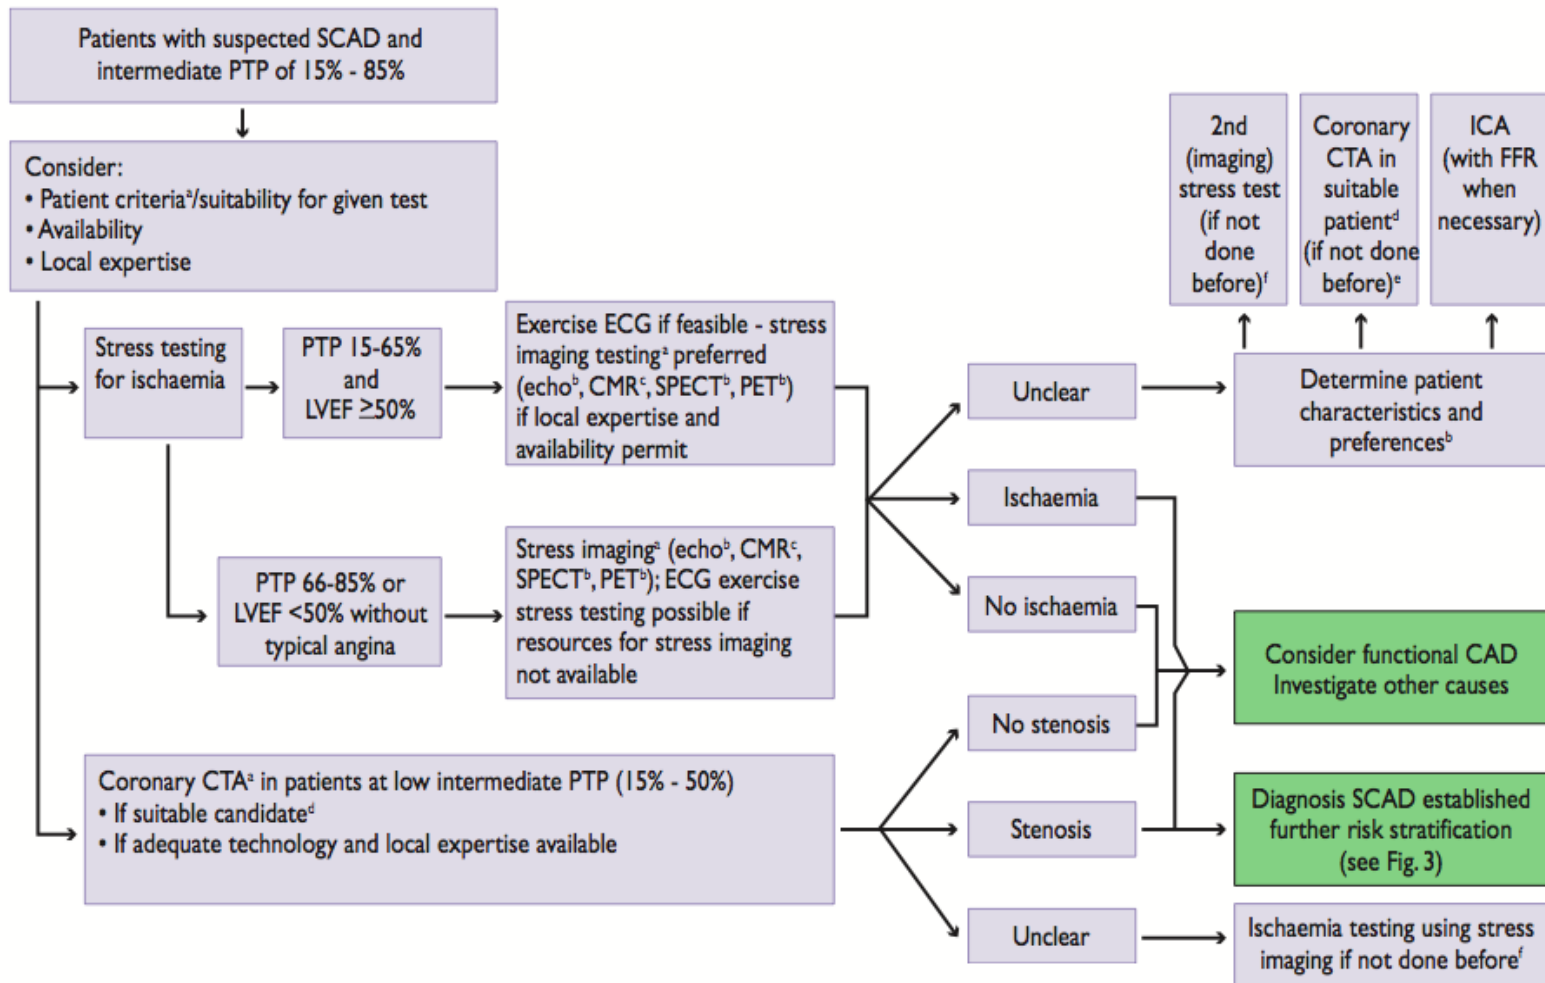 Patients with suspected SCAD and
intermediate PTP of 15% - 85%
Consider:
• Patient criteriaᵃ/suitability for given test
• Availability
• Local expertise
2nd
(imaging)
stress test
(if not
done
before)ᶠ
Coronary
CTA in
suitable
patientᵈ
(if not done
before)ᵉ
ICA
(with FFR
when
necessary)
Stress testing
for ischaemia
PTP 15-65%
and
LVEF ≥50%
Exercise ECG if feasible - stress
imaging testingᵃ preferred
(echoᵇ, CMRᶜ, SPECTᵇ, PETᵇ)
if local expertise and
availability permit
Unclear
Determine patient
characteristics and
preferencesᵇ
Ischaemia
PTP 66-85% or
LVEF <50% without
typical angina
Stress imagingᵃ (echoᵇ, CMRᶜ,
SPECTᵇ, PETᵇ); ECG exercise
stress testing possible if
resources for stress imaging
not available
No ischaemia
Consider functional CAD
Investigate other causes
No stenosis
Coronary CTAᵃ in patients at low intermediate PTP (15% - 50%)
• If suitable candidateᵈ
• If adequate technology and local expertise available
Stenosis
Diagnosis SCAD established
further risk stratification
(see Fig. 3)
Unclear
Ischaemia testing using stress
imaging if not done beforeᶠ